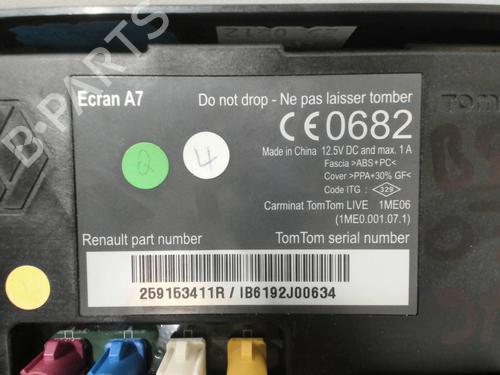 B-PARTS
Ecran A7
Do not drop - Ne pas laisser tomber
CE0682
Made in China 12.5V DC and max. 1 A
Fascia >ABS+PC<
Cover >PPA+30% GF<
Code ITG : 329
Carminat TomTom LIVE 1ME06
(1ME0.001.07.1)
Q
4
Renault part number
TomTom serial number
259153411R / IB6192J00634
TOM